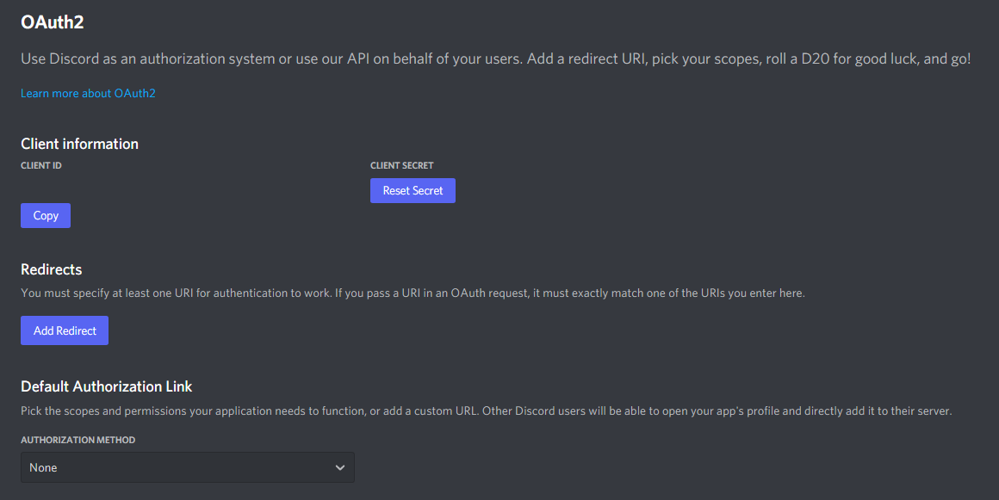 OAuth2
Use Discord as an authorization system or use our API on behalf of your users. Add a redirect URI, pick your scopes, roll a D20 for good luck, and go!
Learn more about OAuth2
Client information
CLIENT ID
CLIENT SECRET
Reset Secret
Copy
Redirects
You must specify at least one URI for authentication to work. If you pass a URI in an OAuth request, it must exactly match one of the URIs you enter here.
Add Redirect
Default Authorization Link
Pick the scopes and permissions your application needs to function, or add a custom URL. Other Discord users will be able to open your app's profile and directly add it to their server.
AUTHORIZATION METHOD
None